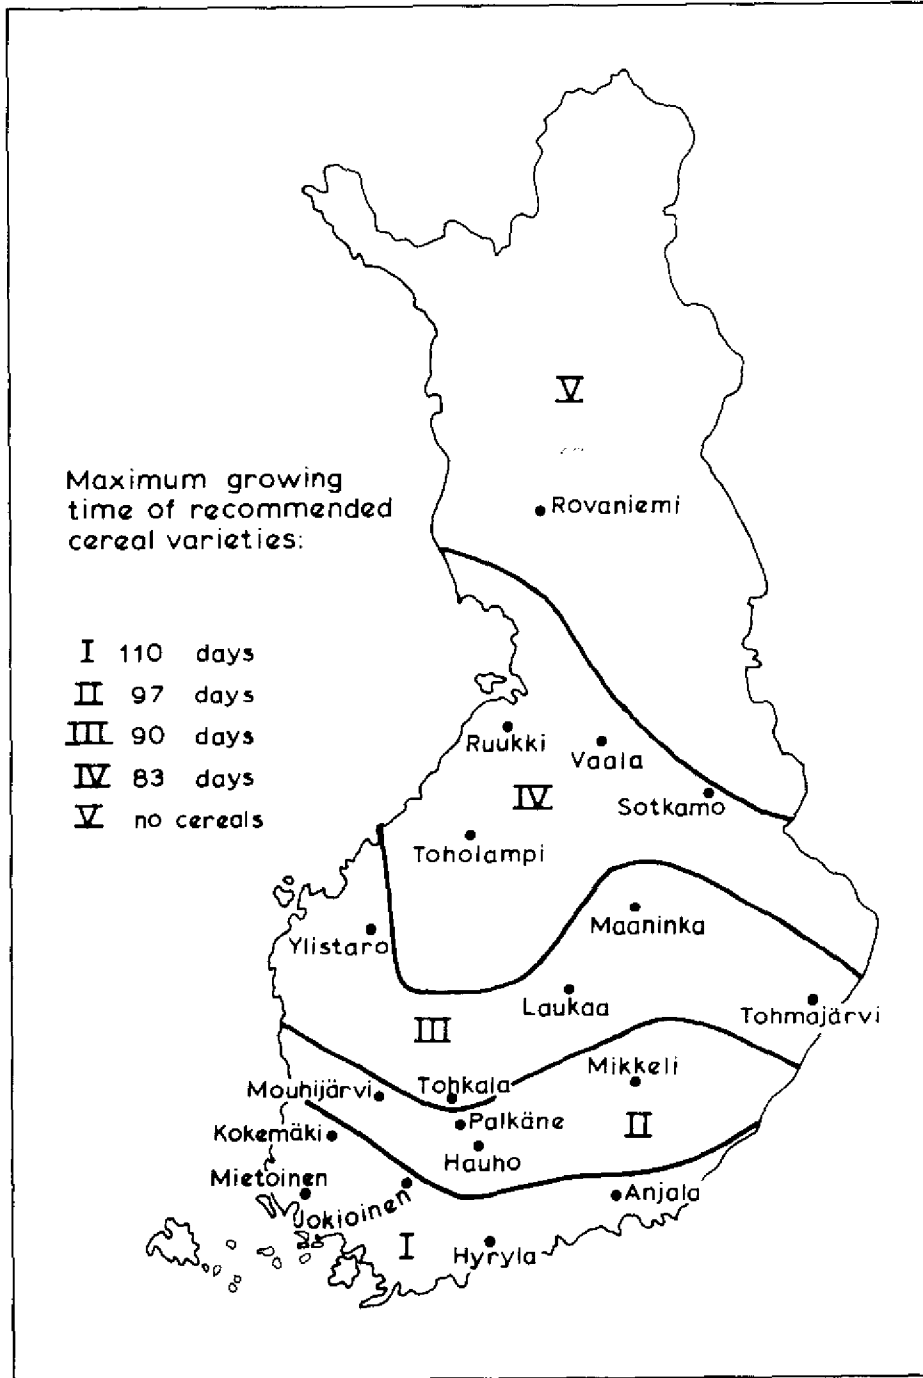 V
Rovaniemi
Maximum growing
time of recommended
cereal varieties:
I 110 days
II 97 days
III 90 days
IV 83 days
V no cereals
Ruukki
Vaala
IV
Sotkamo
Toholampi
Maaninka
Ylistaro
Laukaa
Tohmajärvi
III
Mikkeli
Mouhijärvi
Tohkala
Palkäne
II
Kokemäki
Hauho
Mietoinen
Jokioinen
Anjala
I
Hyryla